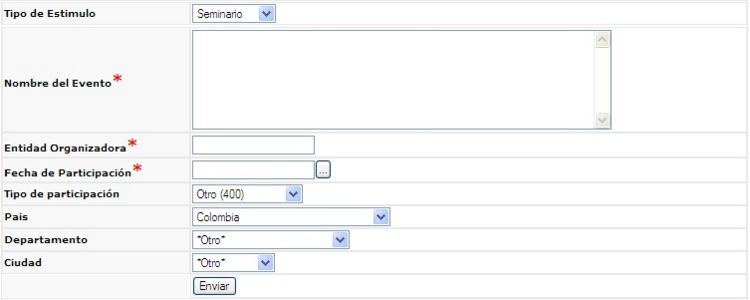 Tipo de Estimulo Seminario
Nombre del Evento*
Entidad Organizadora*
Fecha de Participación* ...
Tipo de participación Otro (400)
Pais Colombia
Departamento *Otro*
Ciudad *Otro*
Enviar